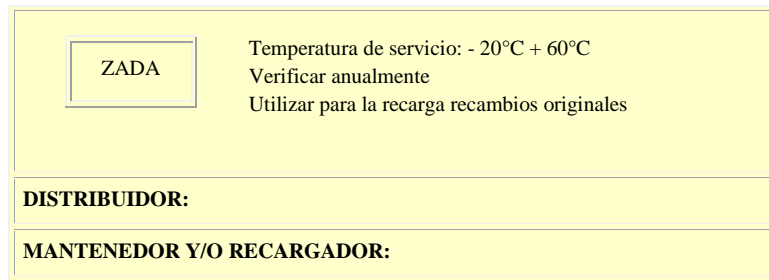 ZADA
Temperatura de servicio: - 20°C + 60°C
Verificar anualmente
Utilizar para la recarga recambios originales
DISTRIBUIDOR:
MANTENEDOR Y/O RECARGADOR: